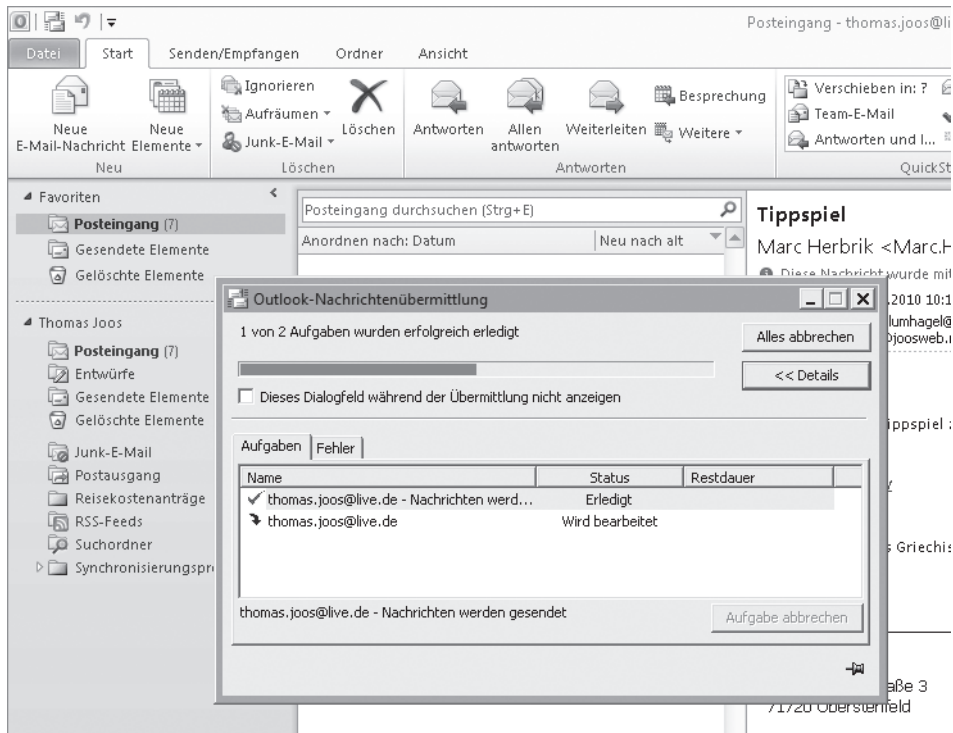 Posteingang - thomas.joos@li
Datei Start Senden/Empfangen Ordner Ansicht
Neue E-Mail-Nachricht
Neue Elemente
Neu
Ignorieren
Aufräumen
Junk-E-Mail
Löschen
Löschen
Antworten
Allen antworten
Weiterleiten
Besprechung
Weitere
Antworten
Verschieben in: ?
Team-E-Mail
Antworten und l...
QuickSt
Favoriten
Posteingang (7)
Gesendete Elemente
Gelöschte Elemente
Thomas Joos
Posteingang (7)
Entwürfe
Gesendete Elemente
Gelöschte Elemente
Junk-E-Mail
Postausgang
Reisekostenanträge
RSS-Feeds
Suchordner
Synchronisierungspr
Posteingang durchsuchen (Strg+E)
Anordnen nach: Datum Neu nach alt
Tippspiel
Marc Herbrik <Marc.H
Diese Nachricht wurde mit
.2010 10:1
lumhagel@
joosweb.
ippspiel
s Griechis
aße 3
71720 Oberstenfeld
Outlook-Nachrichtenübermittlung
1 von 2 Aufgaben wurden erfolgreich erledigt
Alles abbrechen
<< Details
Dieses Dialogfeld während der Übermittlung nicht anzeigen
Aufgaben Fehler
Name Status Restdauer
thomas.joos@live.de - Nachrichten werd... Erledigt
thomas.joos@live.de Wird bearbeitet
thomas.joos@live.de - Nachrichten werden gesendet
Aufgabe abbrechen